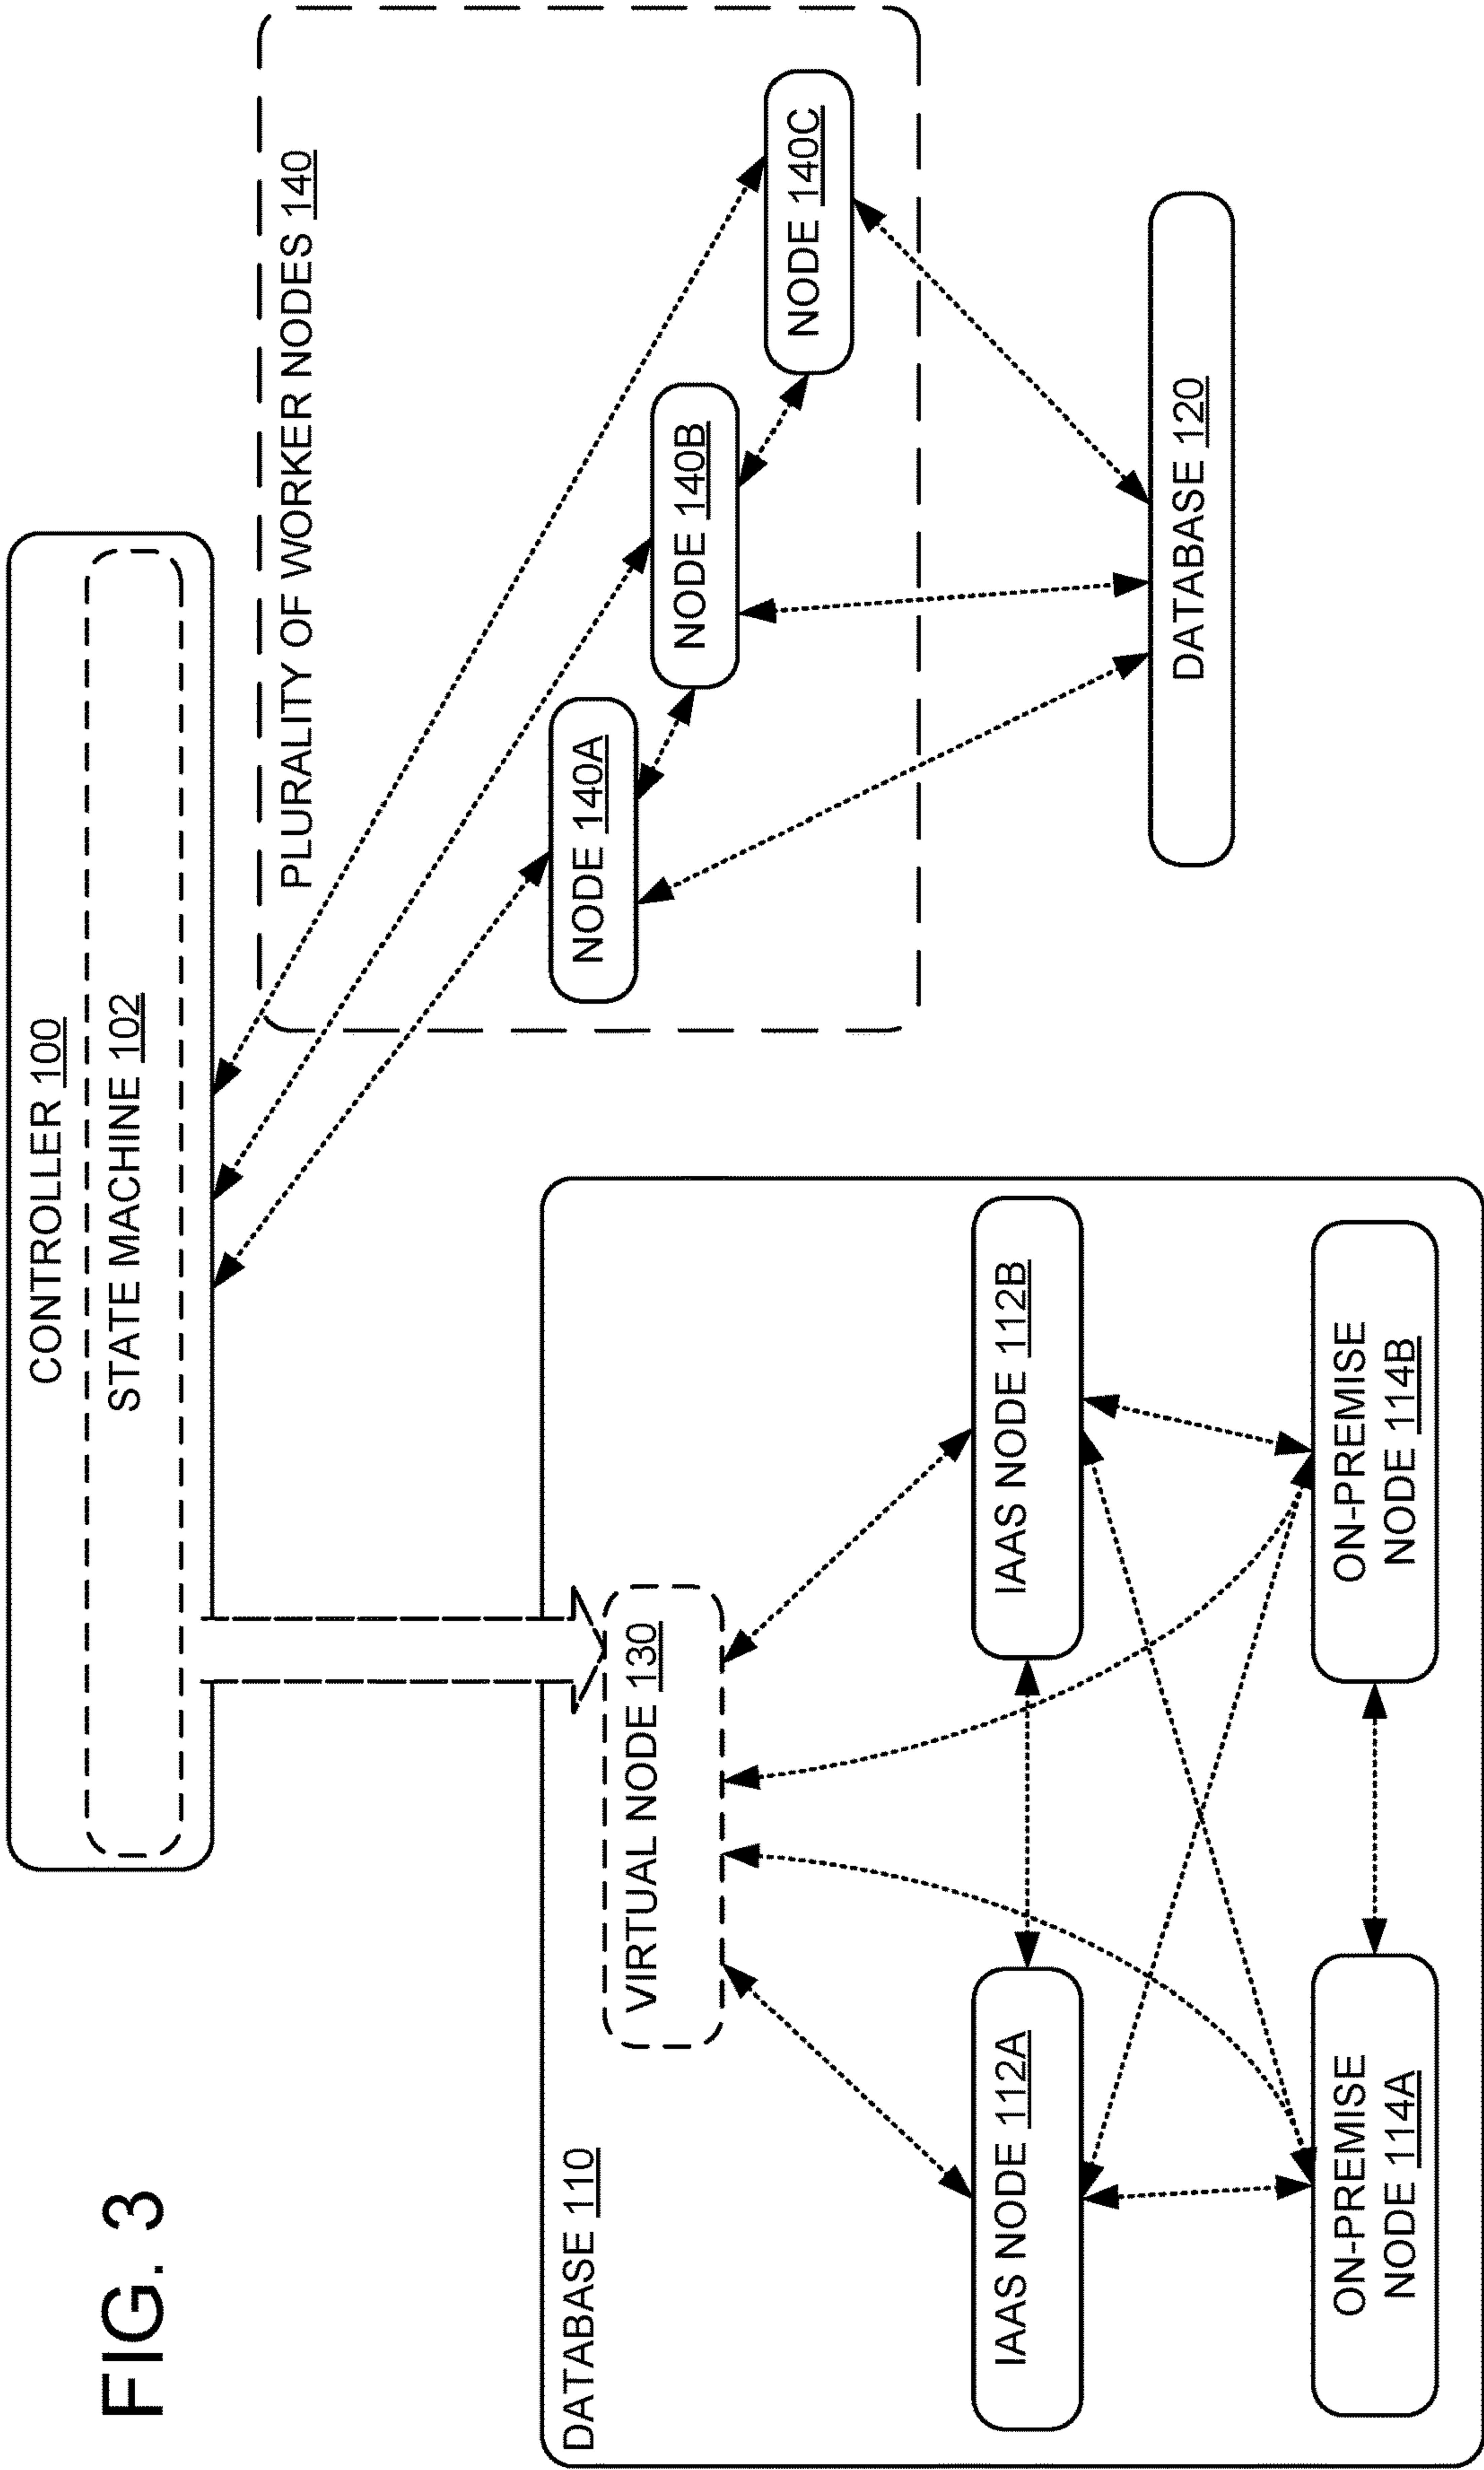 FIG. 3
CONTROLLER 100
STATE MACHINE 102
DATABASE 110
VIRTUAL NODE 130
IAAS NODE 112A
IAAS NODE 112B
ON-PREMISE
NODE 114A
ON-PREMISE
NODE 114B
PLURALITY OF WORKER NODES 140
NODE 140A
NODE 140B
NODE 140C
DATABASE 120